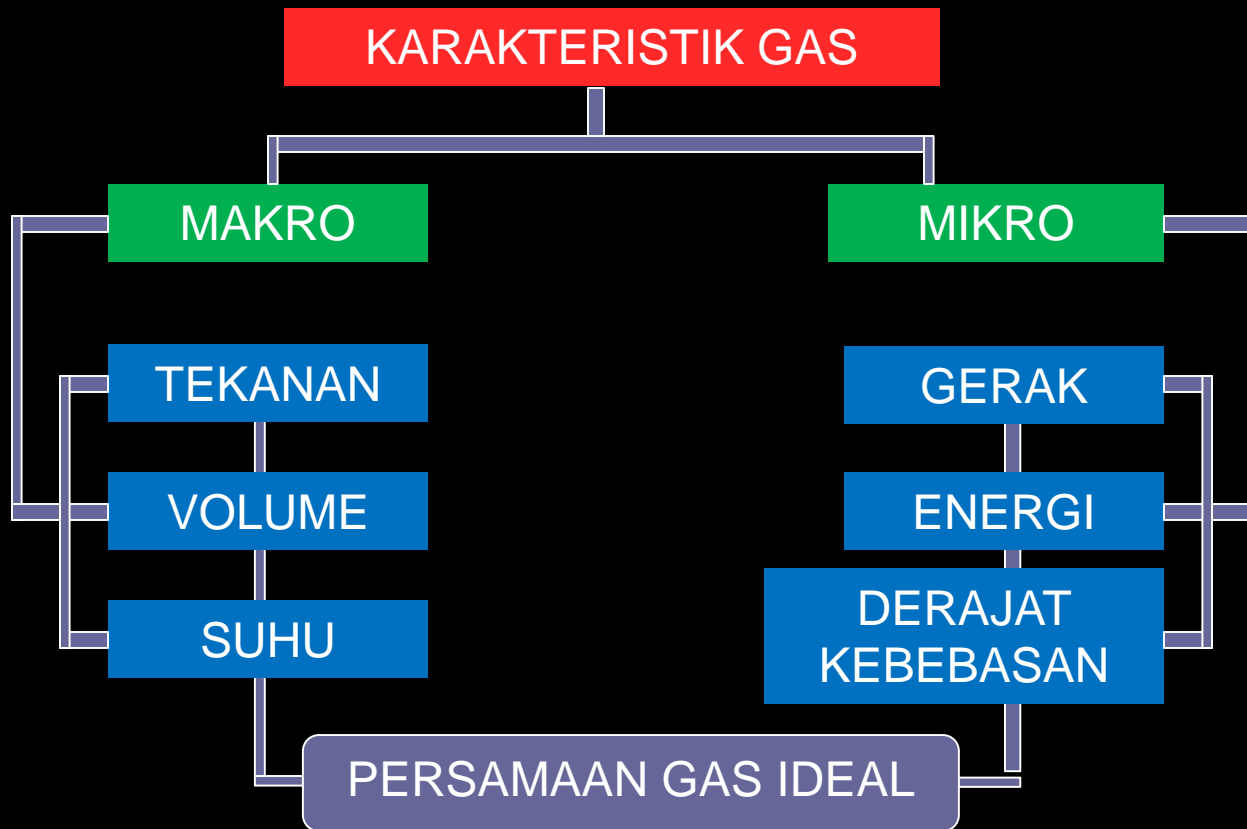 KARAKTERISTIK GAS
MAKRO
MIKRO
TEKANAN
GERAK
VOLUME
ENERGI
SUHU
DERAJAT
KEBEBASAN
PERSAMAAN GAS IDEAL